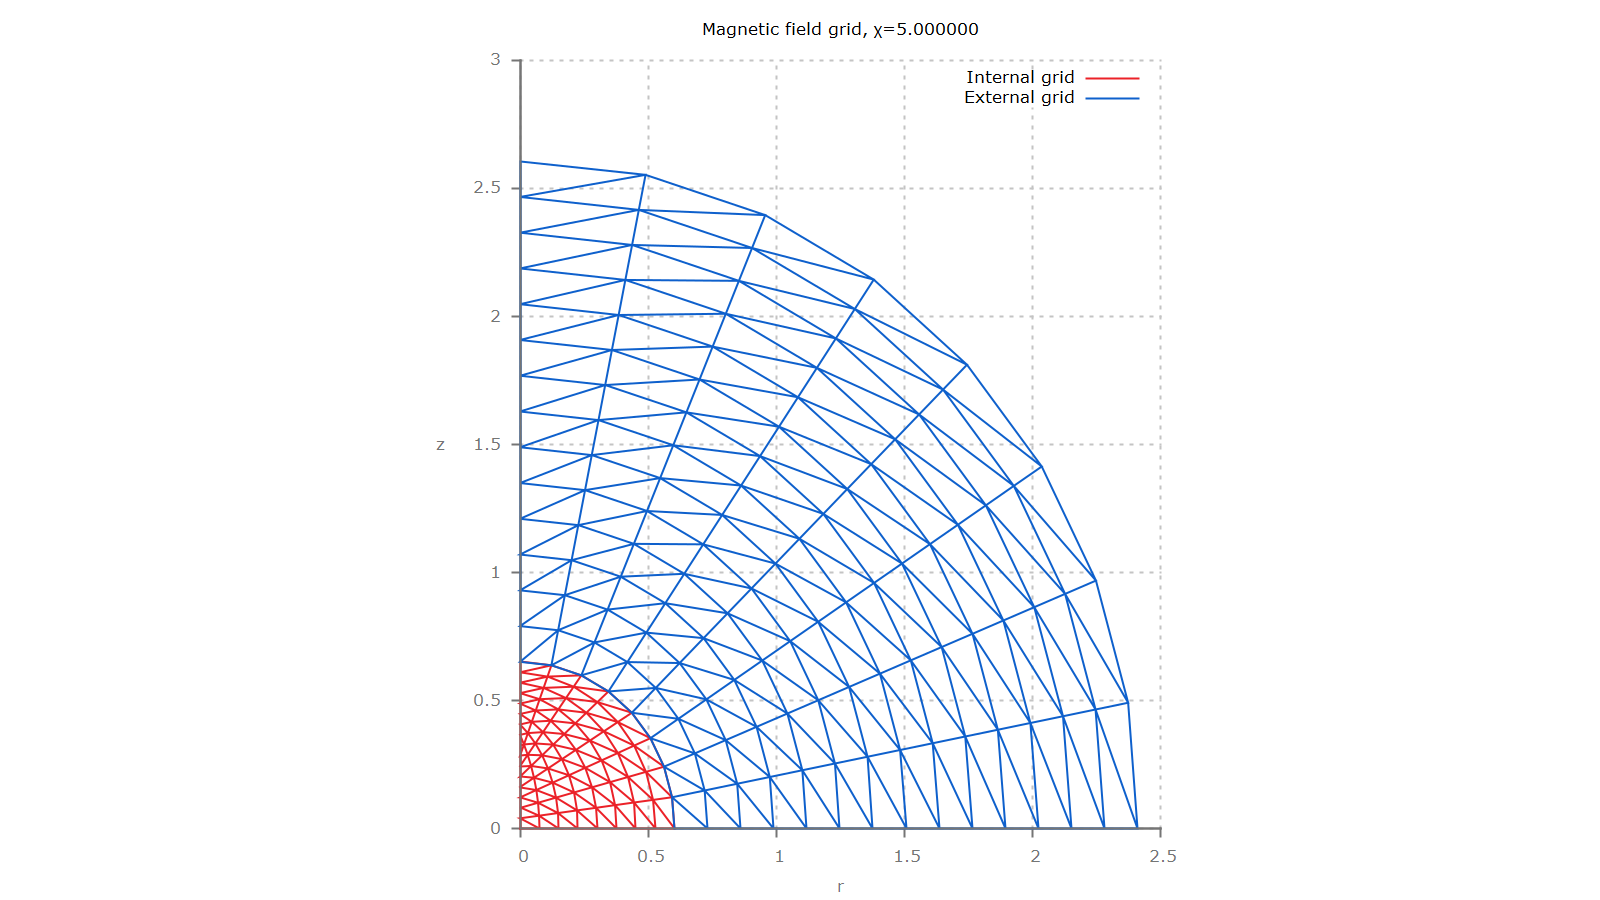 Magnetic field grid, χ=5.000000
Internal grid
External grid
3
2.5
2
1.5
1
0.5
0
z
0 0.5 1 1.5 2 2.5
r